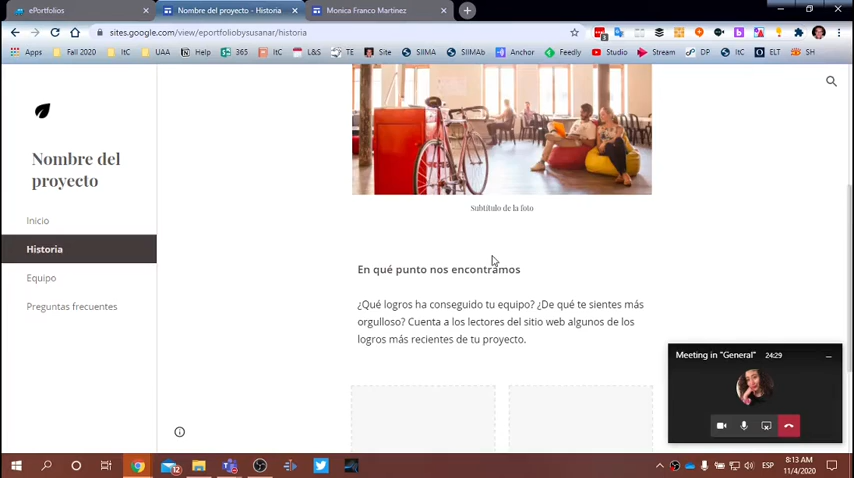 ePortfolios
Nombre del proyecto - Historia
Monica Franco Martinez
sites.google.com/view/eportfoliobysusanar/historia
Apps
Fall 2020
ItC
UAA
Help
365
L&S
TE
Site
SIIMA
SIIMAb
Anchor
Feedly
Studio
Stream
DP
ItC
ELT
SH
Nombre del
proyecto
Inicio
Historia
Equipo
Preguntas frecuentes
Subtítulo de la foto
En qué punto nos encontramos
¿Qué logros ha conseguido tu equipo? ¿De qué te sientes más
orgulloso? Cuenta a los lectores del sitio web algunos de los
logros más recientes de tu proyecto.
Meeting in "General" 24:29
12
ESP
8:13 AM
11/4/2020